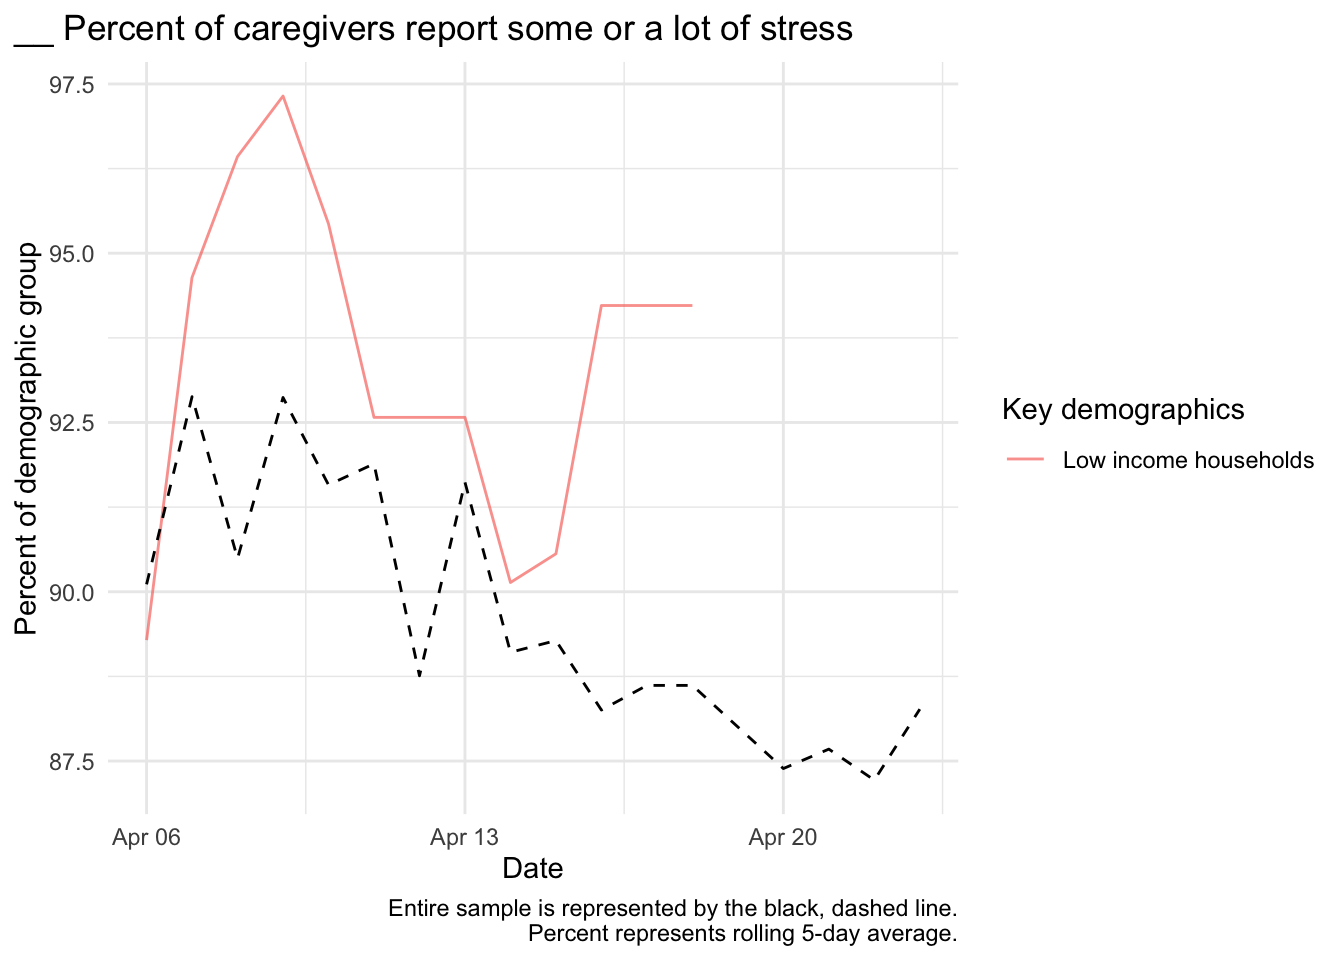 __ Percent of caregivers report some or a lot of stress
Percent of demographic group
97.5
95.0
92.5
90.0
87.5
Apr 06
Apr 13
Apr 20
Date
Key demographics
Low income households
Entire sample is represented by the black, dashed line.
Percent represents rolling 5-day average.